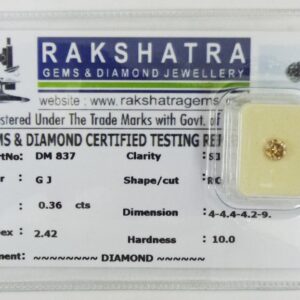 RAKSHATRA
GEMS & DIAMOND JEWELLERY
website : www.rakshatragems.
stered Under The Trade Marks with Govt. of
MS & DIAMOND CERTIFIED TESTING RE
rtNo: DM 837 Clarity SI
r G J Shape/cut RO
0.36 cts Dimension 4-4.4-4.2-9.
ex 2.42 Hardness 10.0
ment: ~~~~~~~~ DIAMOND ~~~~~~